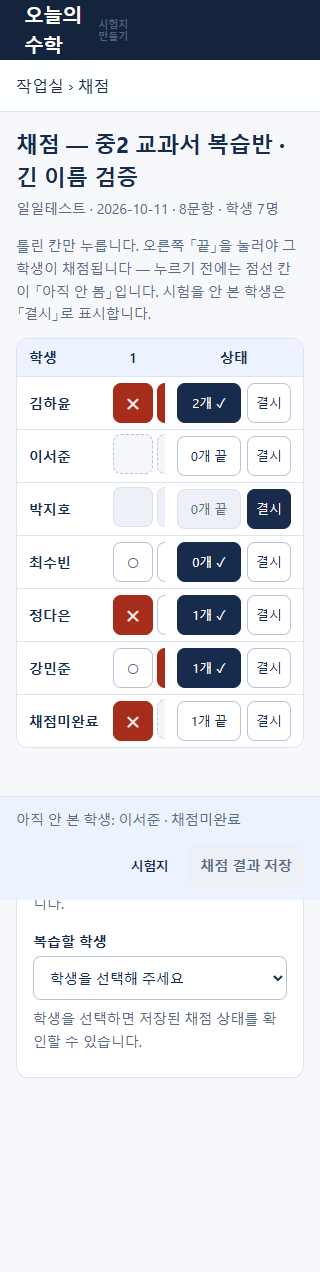 오늘의
수학
시험지
만들기
작업실 › 채점
채점 — 중2 교과서 복습반 ·
긴 이름 검증
일일테스트 · 2026-10-11 · 8문항 · 학생 7명
틀린 칸만 누릅니다. 오른쪽 「끝」을 눌러야 그
학생이 채점됩니다 — 누르기 전에는 점선 칸
이 「아직 안 봄」입니다. 시험을 안 본 학생은
「결시」로 표시합니다.
학생 1 상태
김하윤 × 2개 ✓ 결시
이서준 0개 끝 결시
박지호 0개 끝 결시
최수빈 ○ 0개 ✓ 결시
정다은 × 1개 ✓ 결시
강민준 ○ 1개 ✓ 결시
채점미완료 × 1개 끝 결시
아직 안 본 학생: 이서준 · 채점미완료
시험지 채점 결과 저장
니다.
복습할 학생
학생을 선택해 주세요
학생을 선택하면 저장된 채점 상태를 확
인할 수 있습니다.